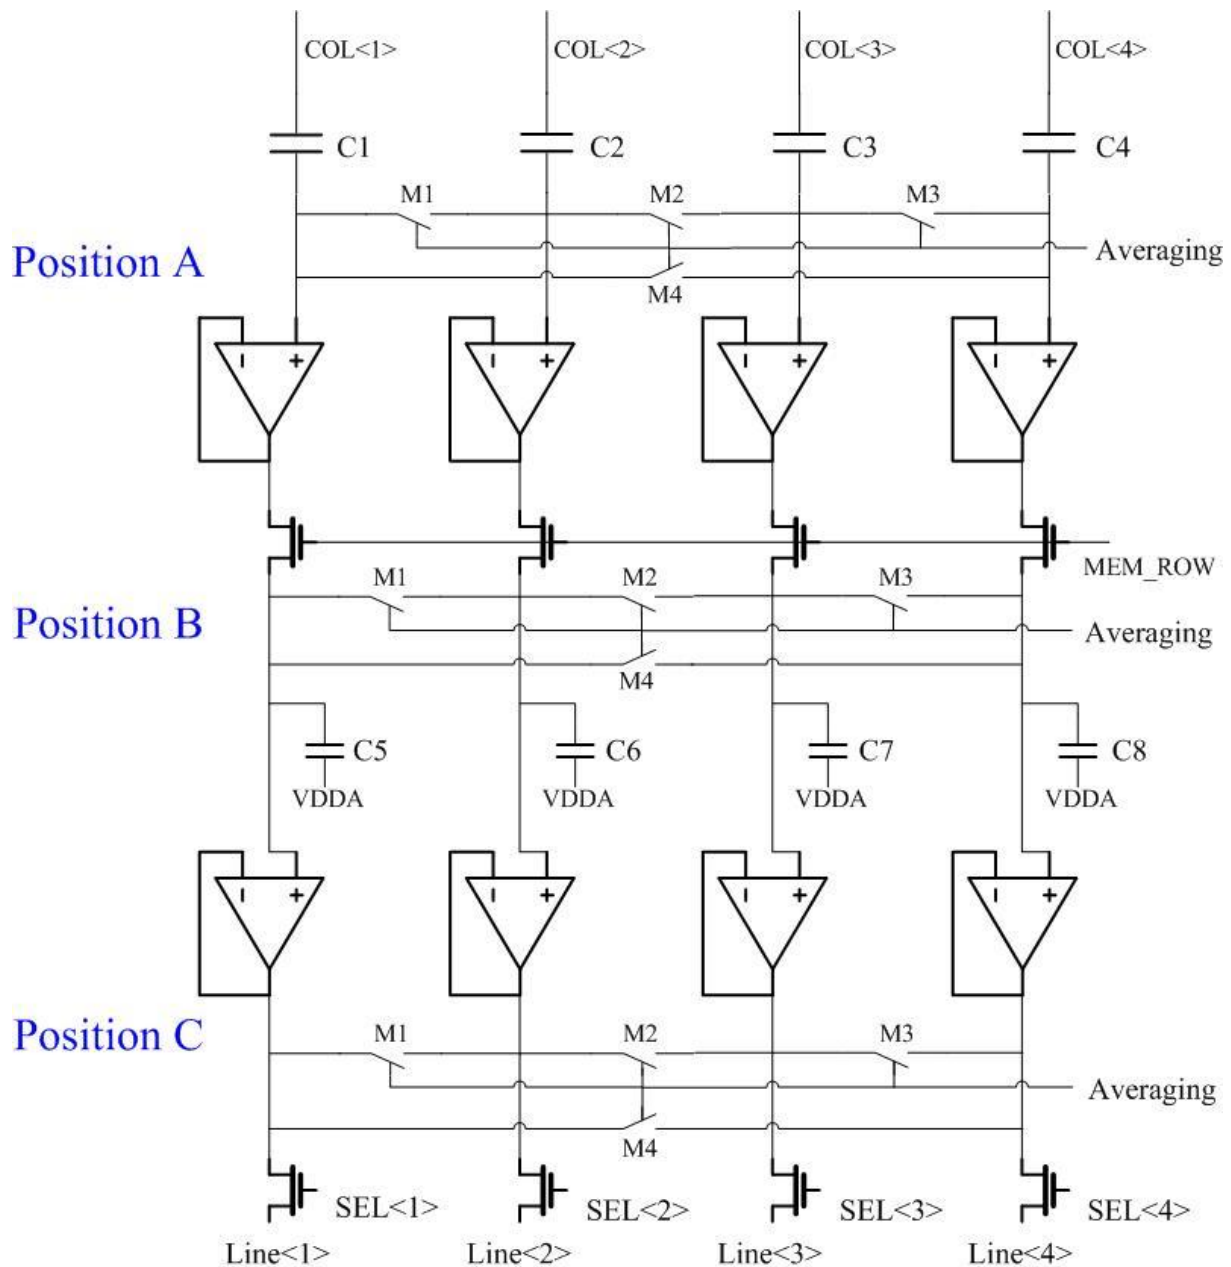 COL<1> COL<2> COL<3> COL<4>
C1 C2 C3 C4
M1 M2 M3
Averaging
Position A
M4
- + - + - + - +
MEM_ROW
M1 M2 M3
Position B
Averaging
M4
C5 C6 C7 C8
VDDA VDDA VDDA VDDA
- + - + - + - +
Position C
M1 M2 M3
Averaging
M4
SEL<1> SEL<2> SEL<3> SEL<4>
Line<1> Line<2> Line<3> Line<4>